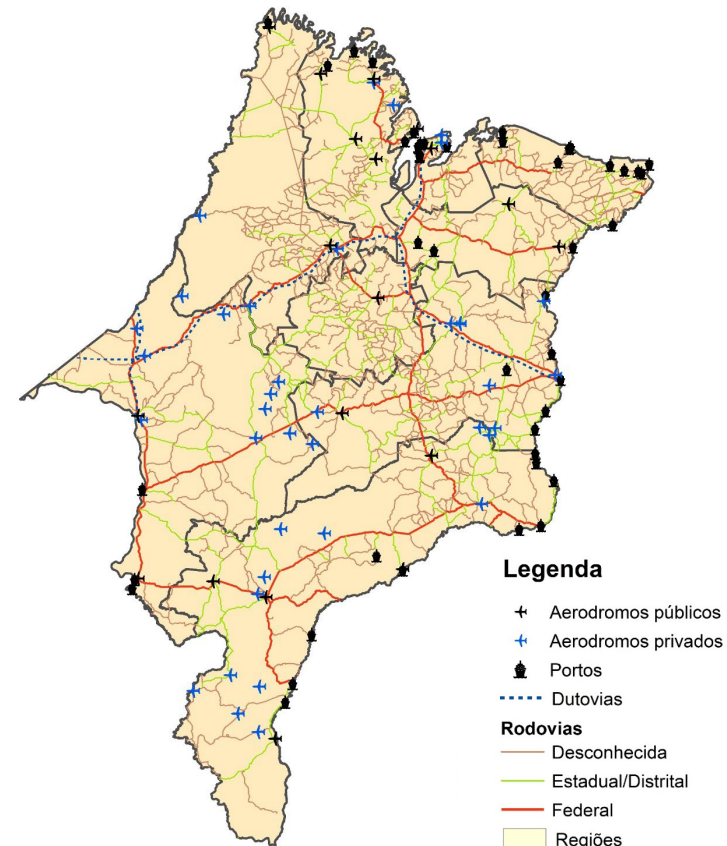 Legenda
Aerodromos públicos
Aerodromos privados
Portos
Dutovias
Rodovias
Desconhecida
Estadual/Distrital
Federal
Regiões